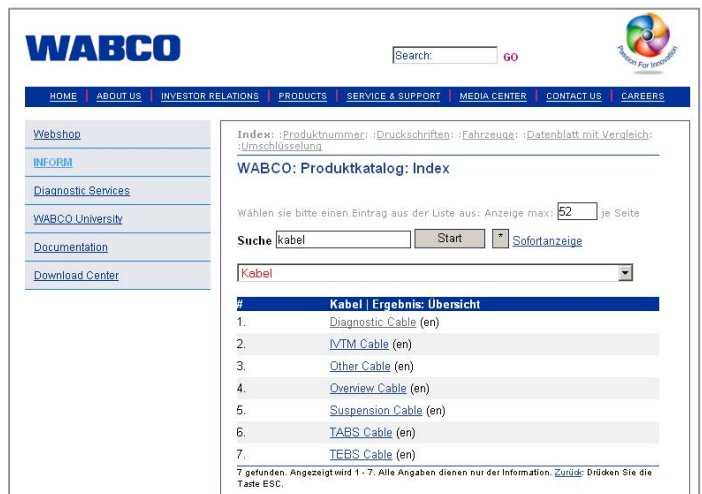 WABCO
Search:
GO
Passion For Innovation
HOME | ABOUT US | INVESTOR RELATIONS | PRODUCTS | SERVICE & SUPPORT | MEDIA CENTER | CONTACT US | CAREERS
Webshop
INFORM
Diagnostic Services
WABCO University
Documentation
Download Center
Index: :Produktnummer: :Druckschriften: :Fahrzeuge: :Datenblatt mit Vergleich:
:Umschlüsselung
WABCO: Produktkatalog: Index
Wählen sie bitte einen Eintrag aus der Liste aus: Anzeige max: 52 je Seite
Suche kabel Start * Sofortanzeige
Kabel
# Kabel | Ergebnis: Übersicht
1. Diagnostic Cable (en)
2. IVTM Cable (en)
3. Other Cable (en)
4. Overview Cable (en)
5. Suspension Cable (en)
6. TABS Cable (en)
7. TEBS Cable (en)
7 gefunden. Angezeigt wird 1 - 7. Alle Angaben dienen nur der Information. Zurück: Drücken Sie die
Taste ESC.